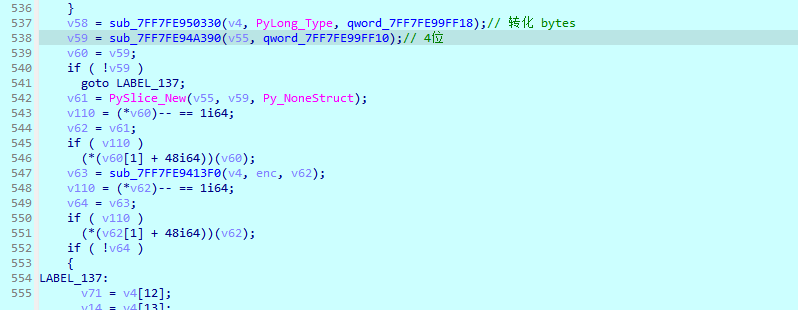 536 }
537 v58 = sub_7FF7FE950330(v4, PyLong_Type, qword_7FF7FE99FF18);// 转化 bytes
538 v59 = sub_7FF7FE94A390(v55, qword_7FF7FE99FF10);// 4位
539 v60 = v59;
540 if ( !v59 )
541 goto LABEL_137;
542 v61 = PySlice_New(v55, v59, Py_NoneStruct);
543 v110 = (*v60)-- == 1i64;
544 v62 = v61;
545 if ( v110 )
546 (*(v60[1] + 48i64))(v60);
547 v63 = sub_7FF7FE9413F0(v4, enc, v62);
548 v110 = (*v62)-- == 1i64;
549 v64 = v63;
550 if ( v110 )
551 (*(v62[1] + 48i64))(v62);
552 if ( !v64 )
553 {
554 LABEL_137:
555 v71 = v4[12];
v14 = v4[13];